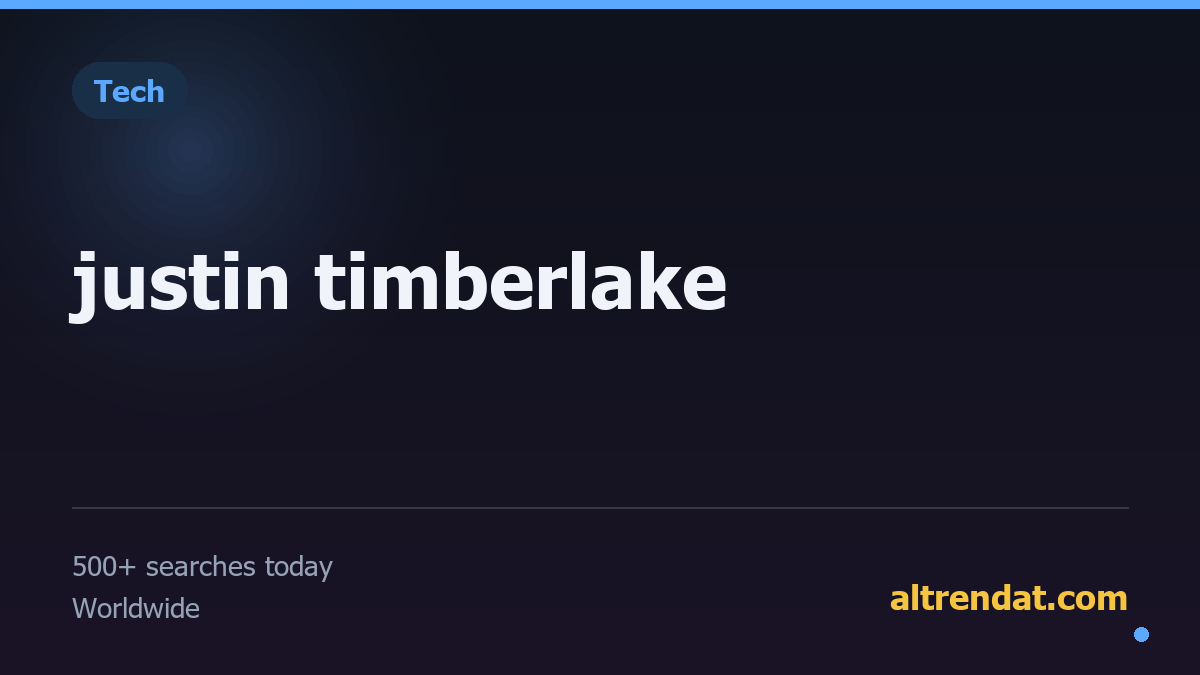 Tech
justin timberlake
500+ searches today
Worldwide
altrendat.com